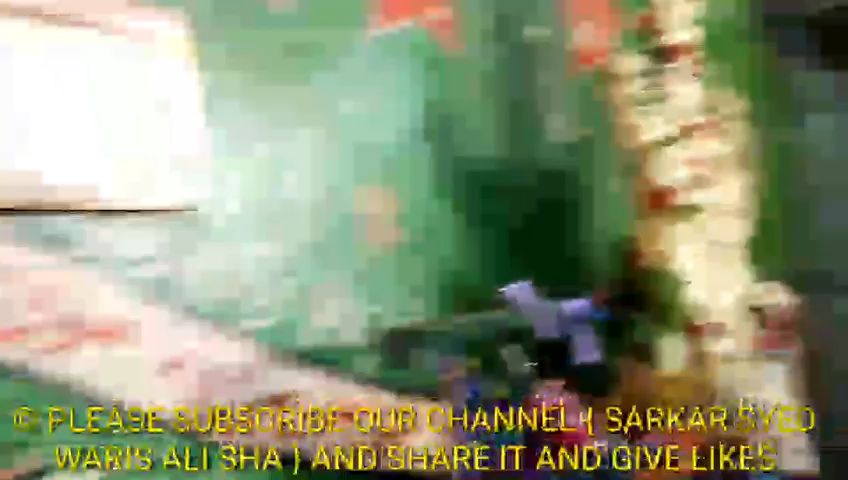 © PLEASE SUBSCRIBE OUR CHANNEL( SARKAR SYED
WARIS ALI SHA ) AND SHARE IT AND GIVE LIKES